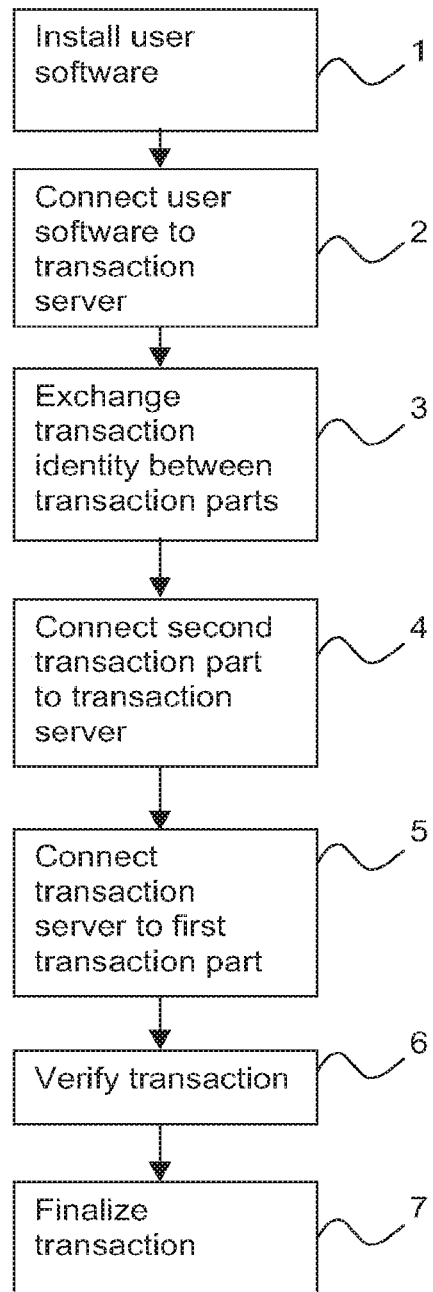 Install user
software
1
Connect user
software to
transaction
server
2
Exchange
transaction
identity between
transaction parts
3
Connect second
transaction part
to transaction
server
4
Connect
transaction
server to first
transaction part
5
Verify transaction
6
Finalize
transaction
7